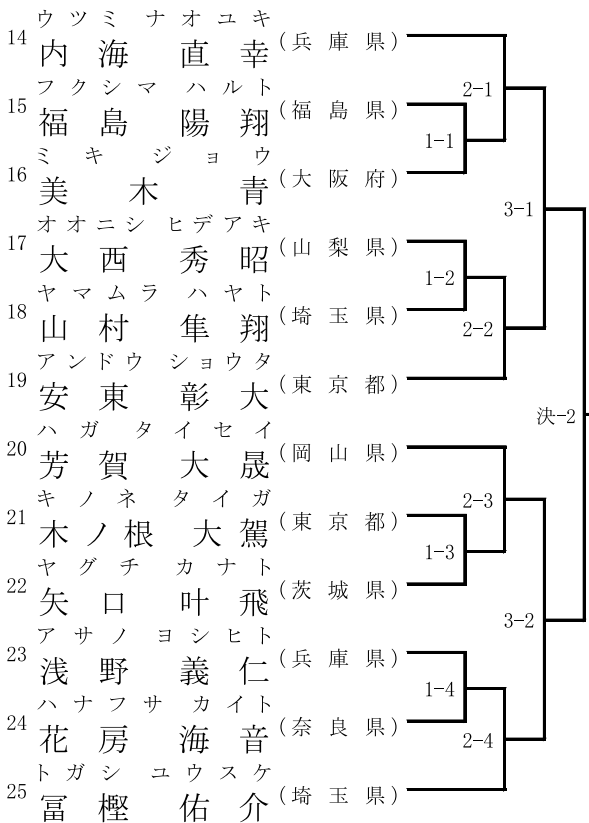 ウツミ ナオユキ
14 内海 直幸 (兵庫県)
フクシマ ハルト
15 福島 陽翔 (福島県)
ミキ ジョウ
16 美木 青 (大阪府)
オオニシ ヒデアキ
17 大西 秀昭 (山梨県)
ヤマムラ ハヤト
18 山村 隼翔 (埼玉県)
アンドウ ショウタ
19 安東 彰大 (東京都)
ハガ タイセイ
20 芳賀 大晟 (岡山県)
キノネ タイガ
21 木ノ根 大駕 (東京都)
ヤグチ カナト
22 矢口 叶飛 (茨城県)
アサノ ヨシヒト
23 浅野 義仁 (兵庫県)
ハナフサ カイト
24 花房 海音 (奈良県)
トガシ ユウスケ
25 冨樫 佑介 (埼玉県)
2-1
1-1
3-1
1-2
2-2
決-2
2-3
1-3
3-2
1-4
2-4